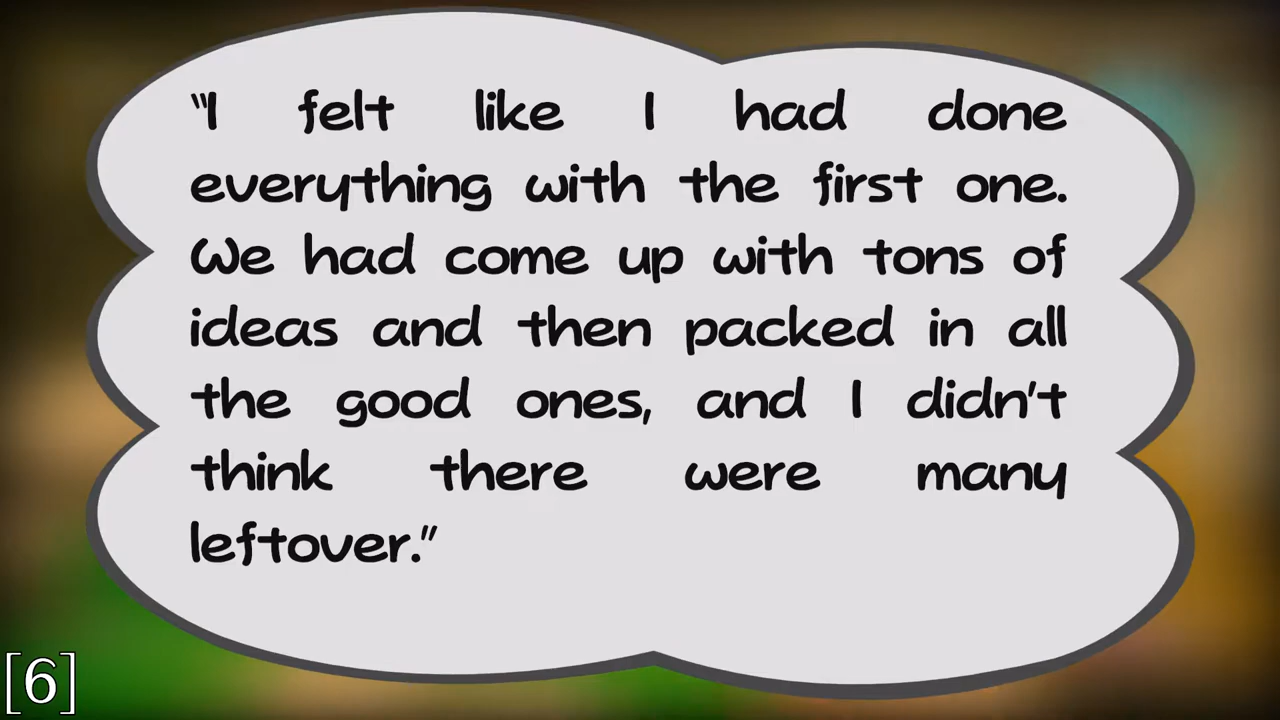 "I felt like I had done
everything with the first one.
We had come up with tons of
ideas and then packed in all
the good ones, and I didn't
think there were many
leftover."
[6]